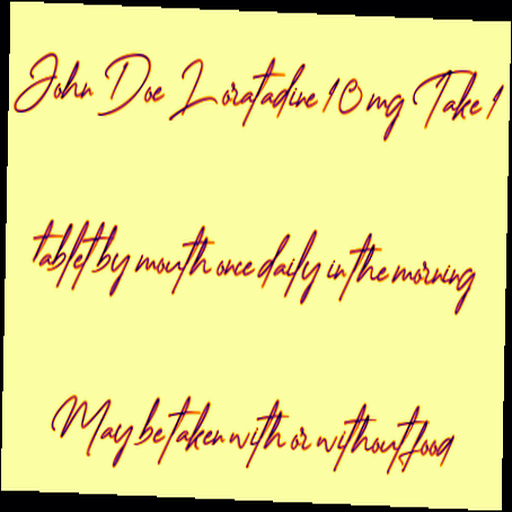 John Doe Loratadine 10 mg Take 1
tablet by mouth once daily in the morning
May be taken with or without food